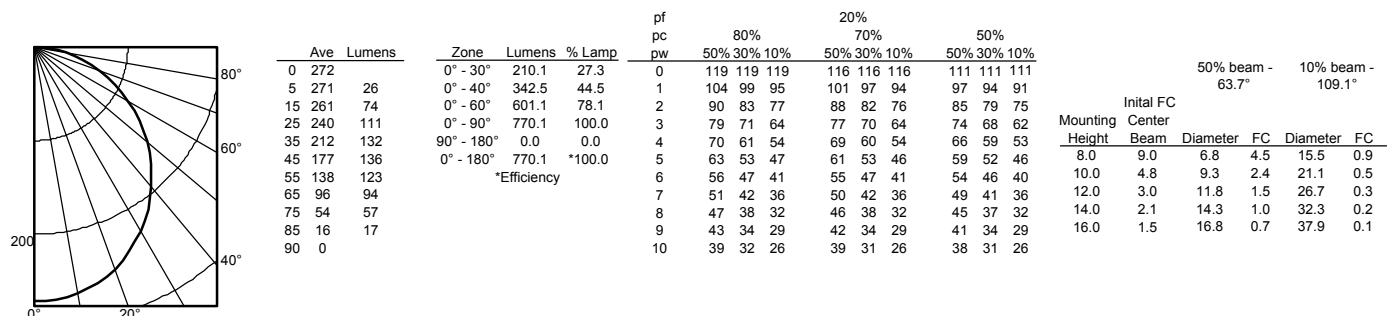 80°
60°
200
40°
0° 20°
Ave Lumens
0 272
5 271 26
15 261 74
25 240 111
35 212 132
45 177 136
55 138 123
65 96 94
75 54 57
85 16 17
90 0
Zone Lumens % Lamp
0° - 30° 210.1 27.3
0° - 40° 342.5 44.5
0° - 60° 601.1 78.1
0° - 90° 770.1 100.0
90° - 180° 0.0 0.0
0° - 180° 770.1 *100.0
*Efficiency
pf 20%
pc 80% 70% 50%
pw 50% 30% 10% 50% 30% 10% 50% 30% 10%
0 119 119 119 116 116 116 111 111 111
1 104 99 95 101 97 94 97 94 91
2 90 83 77 88 82 76 85 79 75
3 79 71 64 77 70 64 74 68 62
4 70 61 54 69 60 54 66 59 53
5 63 53 47 61 53 46 59 52 46
6 56 47 41 55 47 41 54 46 40
7 51 42 36 50 42 36 49 41 36
8 47 38 32 46 38 32 45 37 32
9 43 34 29 42 34 29 41 34 29
10 39 32 26 39 31 26 38 31 26
50% beam - 10% beam -
63.7° 109.1°
Inital FC
Mounting Center
Height Beam Diameter FC Diameter FC
8.0 9.0 6.8 4.5 15.5 0.9
10.0 4.8 9.3 2.4 21.1 0.5
12.0 3.0 11.8 1.5 26.7 0.3
14.0 2.1 14.3 1.0 32.3 0.2
16.0 1.5 16.8 0.7 37.9 0.1